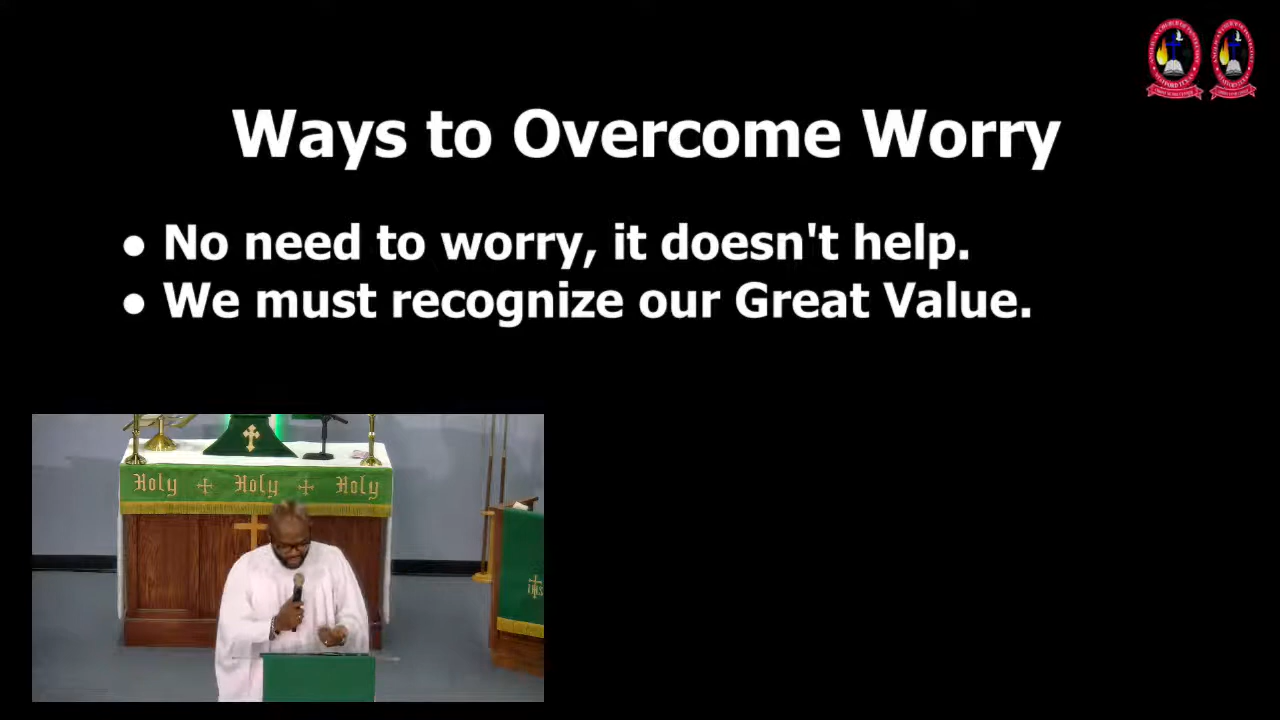 Ways to Overcome Worry
● No need to worry, it doesn't help.
● We must recognize our Great Value.
Holy Holy Holy
IHS